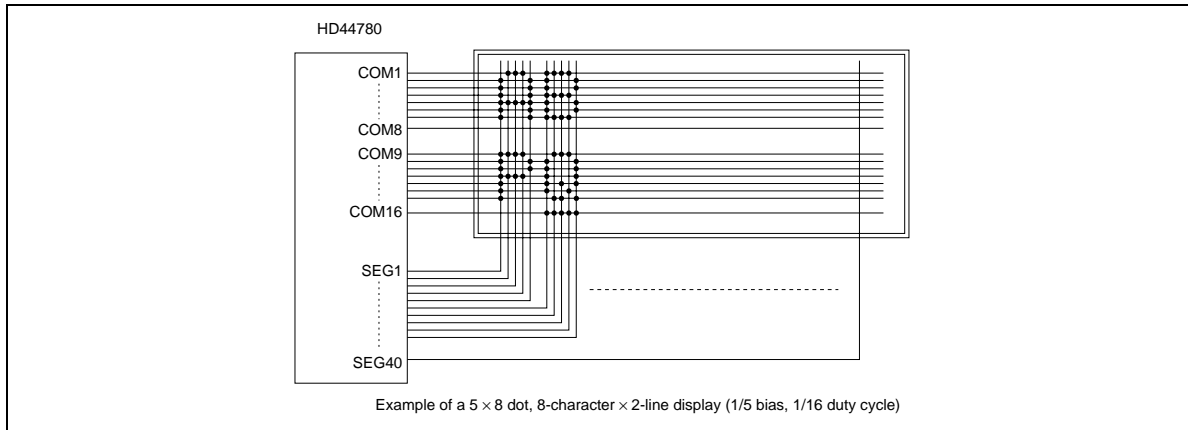 HD44780
COM1
COM8
COM9
COM16
SEG1
SEG40
Example of a 5 × 8 dot, 8-character × 2-line display (1/5 bias, 1/16 duty cycle)